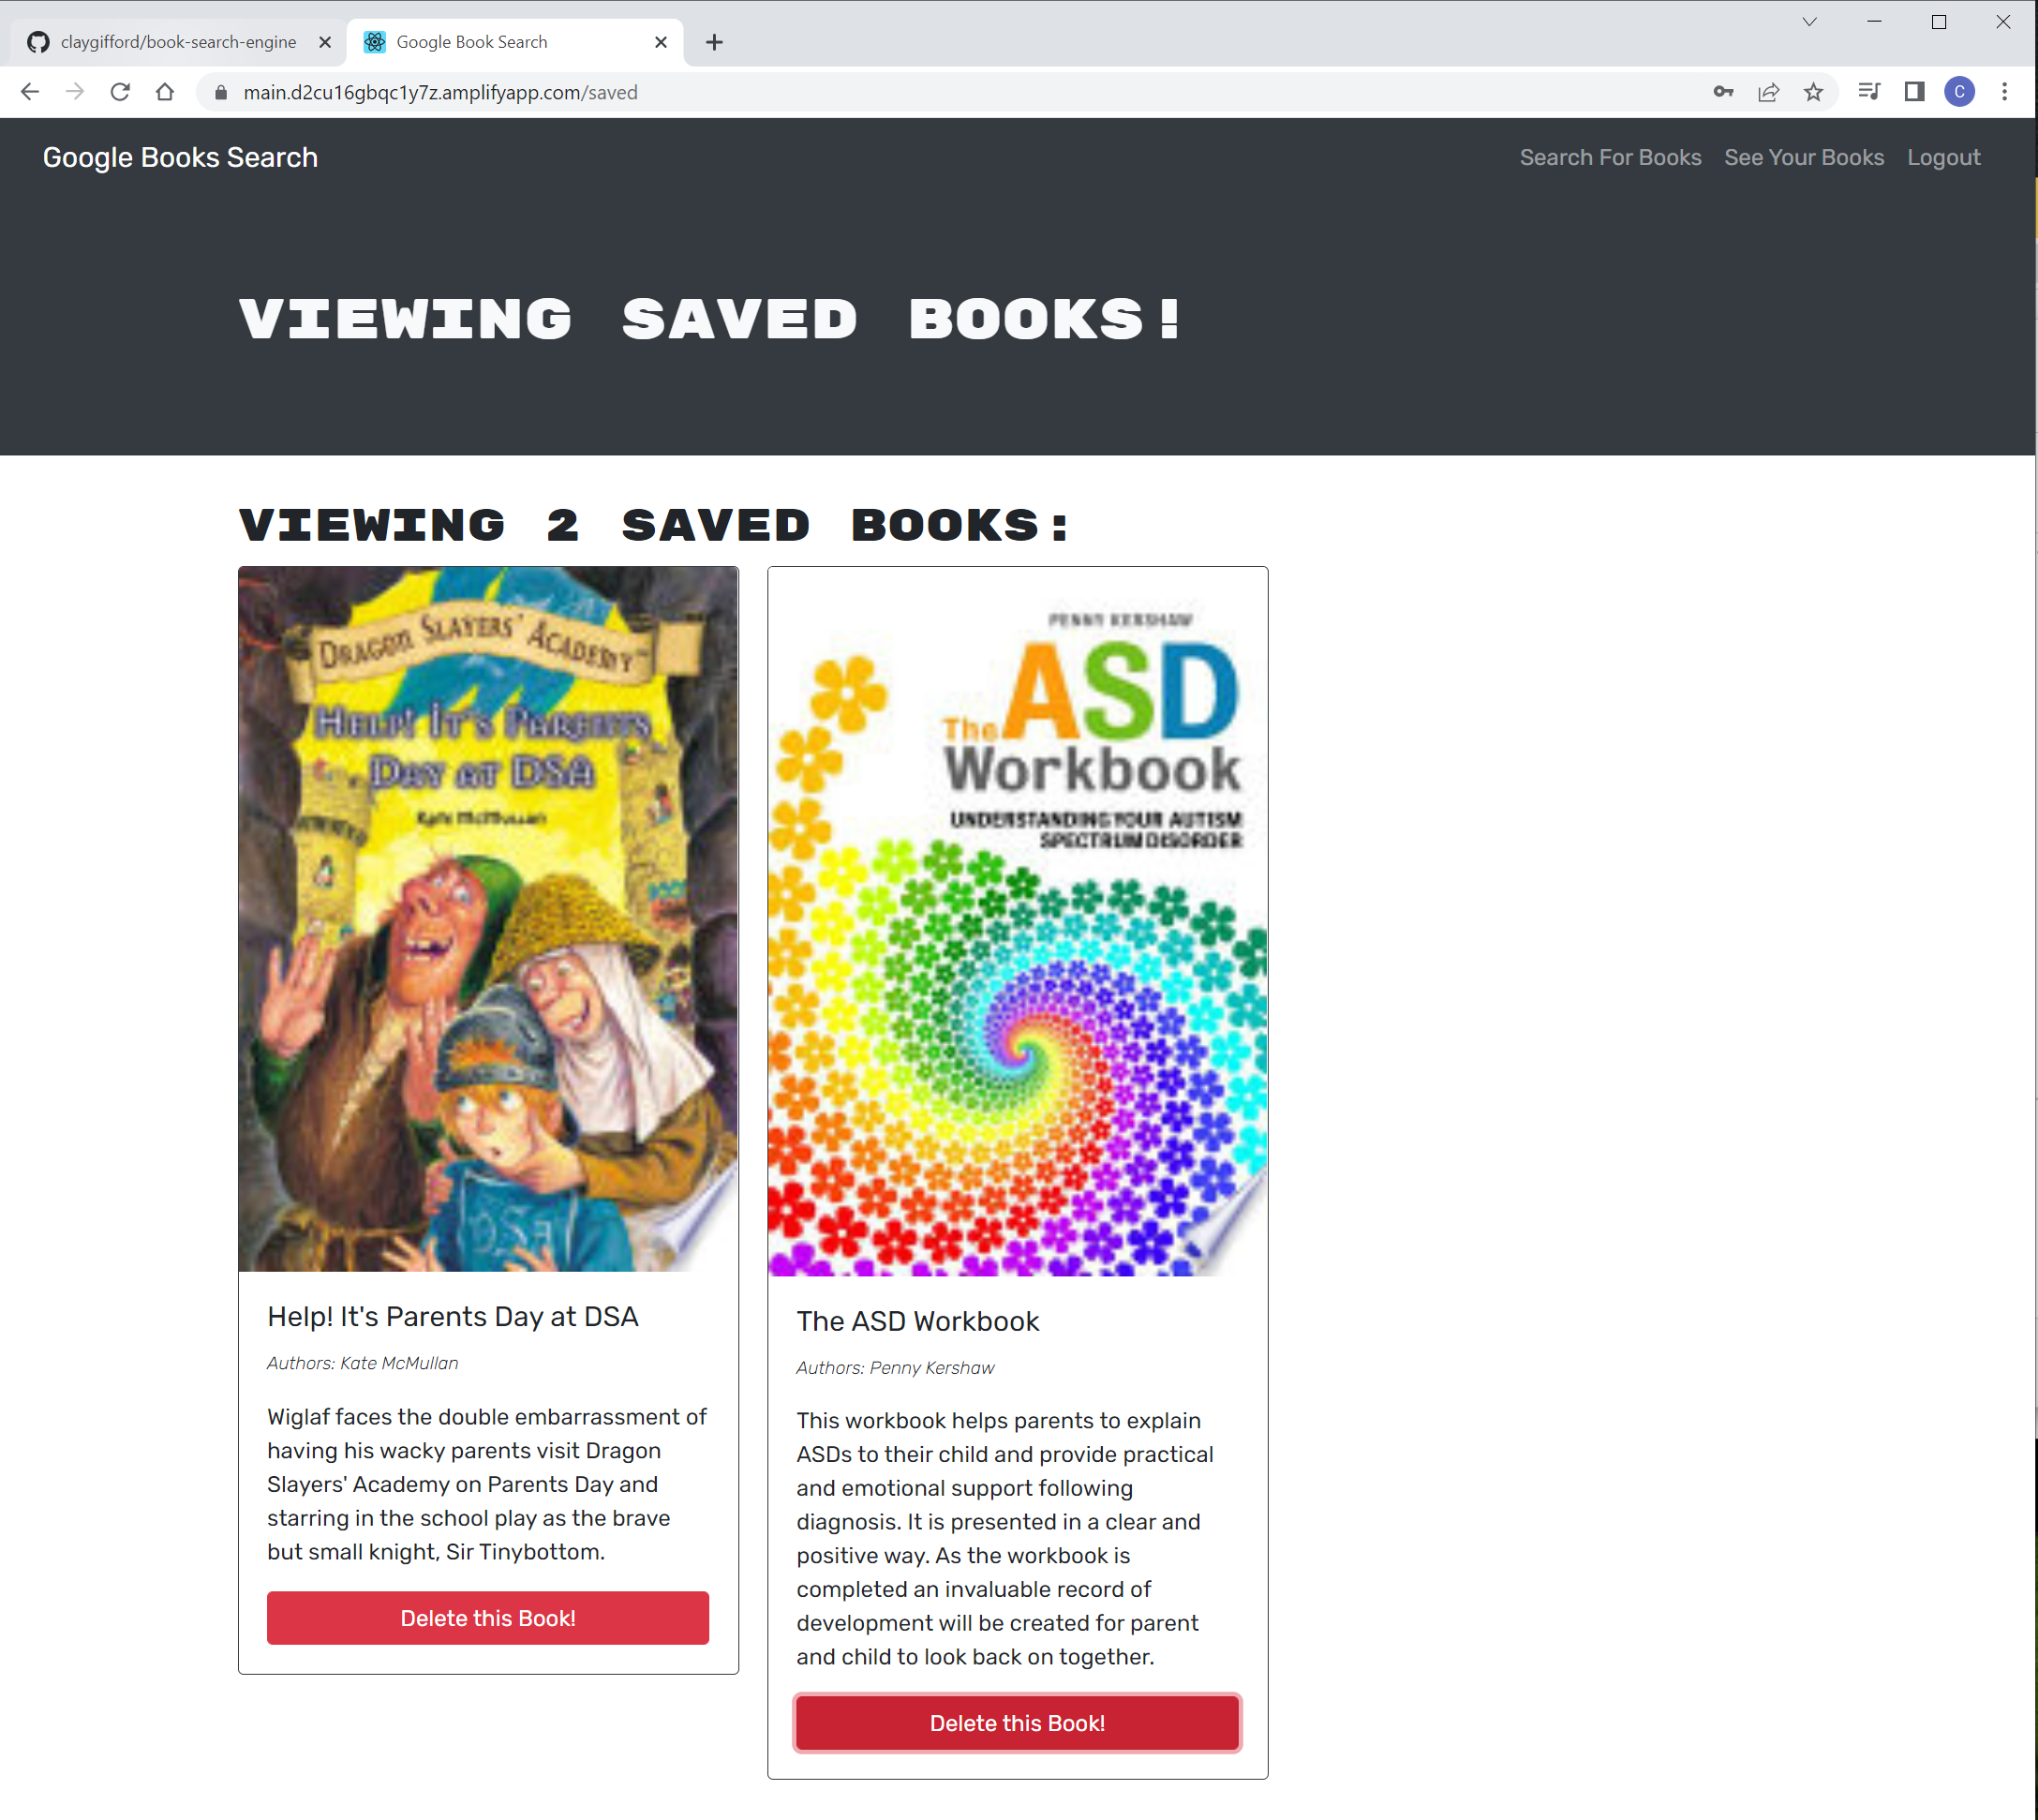 claygifford/book-search-engine
Google Book Search
main.d2cu16gbqc1y7z.amplifyapp.com/saved
C
Google Books Search
Search For Books
See Your Books
Logout
VIEWING SAVED BOOKS!
VIEWING 2 SAVED BOOKS:
DRAGON SLAYERS' ACADEMY™
HELP! IT'S PARENTS
DAY AT DSA
KATE MCMULLAN
DSA
Help! It's Parents Day at DSA
Authors: Kate McMullan
Wiglaf faces the double embarrassment of
having his wacky parents visit Dragon
Slayers' Academy on Parents Day and
starring in the school play as the brave
but small knight, Sir Tinybottom.
Delete this Book!
PENNY KERSHAW
The ASD
Workbook
UNDERSTANDING YOUR AUTISM
SPECTRUM DISORDER
The ASD Workbook
Authors: Penny Kershaw
This workbook helps parents to explain
ASDs to their child and provide practical
and emotional support following
diagnosis. It is presented in a clear and
positive way. As the workbook is
completed an invaluable record of
development will be created for parent
and child to look back on together.
Delete this Book!